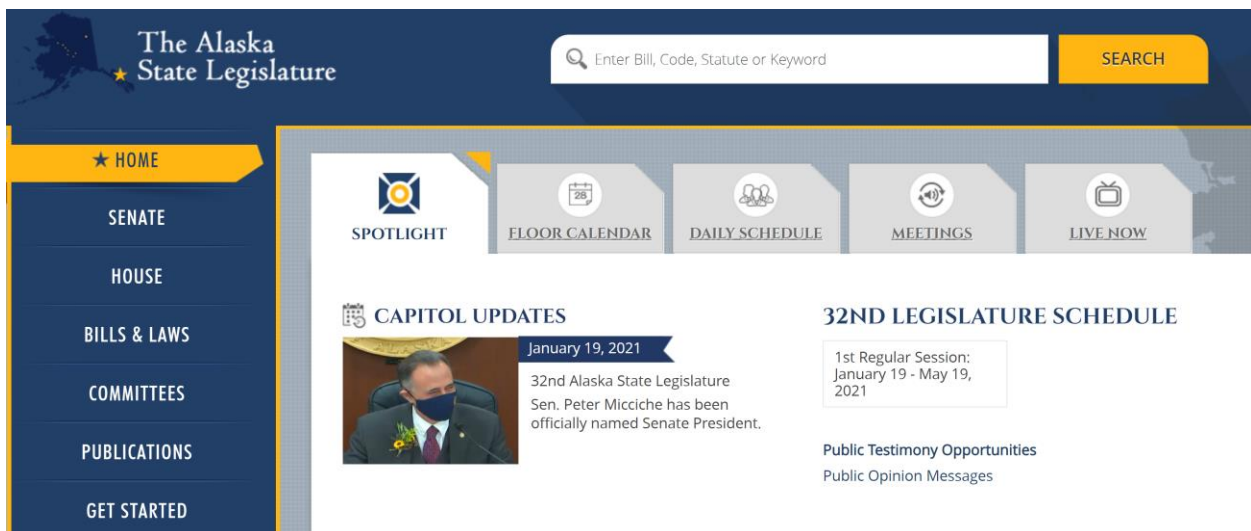 The Alaska
State Legislature
Enter Bill, Code, Statute or Keyword
SEARCH
★ HOME
SENATE
HOUSE
BILLS & LAWS
COMMITTEES
PUBLICATIONS
GET STARTED
SPOTLIGHT
28
FLOOR CALENDAR
DAILY SCHEDULE
MEETINGS
LIVE NOW
CAPITOL UPDATES
January 19, 2021
32nd Alaska State Legislature
Sen. Peter Micciche has been
officially named Senate President.
32ND LEGISLATURE SCHEDULE
1st Regular Session:
January 19 - May 19,
2021
Public Testimony Opportunities
Public Opinion Messages